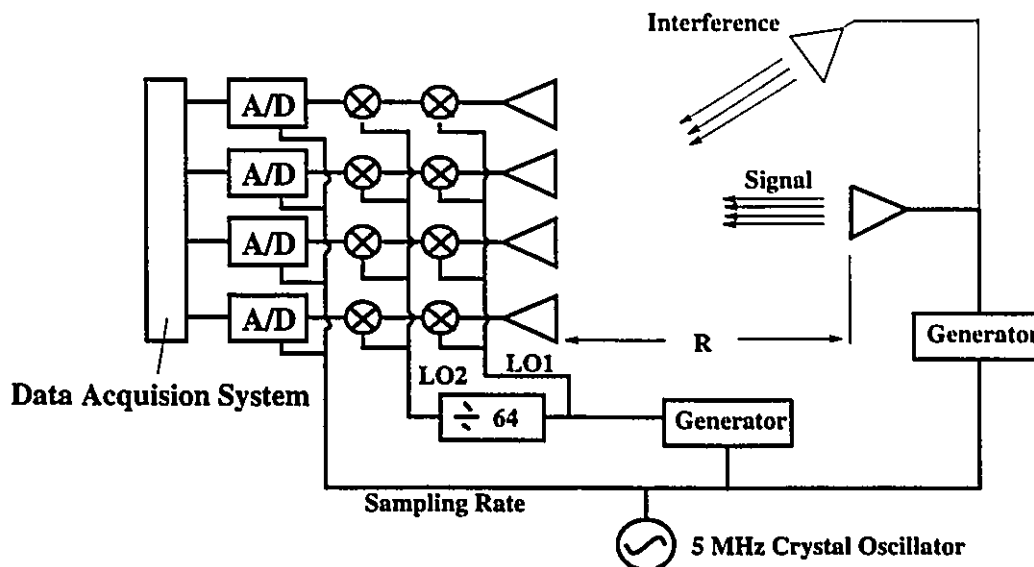 Interference
A/D
A/D
Signal
A/D
A/D
R
Generator
LO2
LO1
Data Acquision System
÷ 64
Generator
Sampling Rate
5 MHz Crystal Oscillator